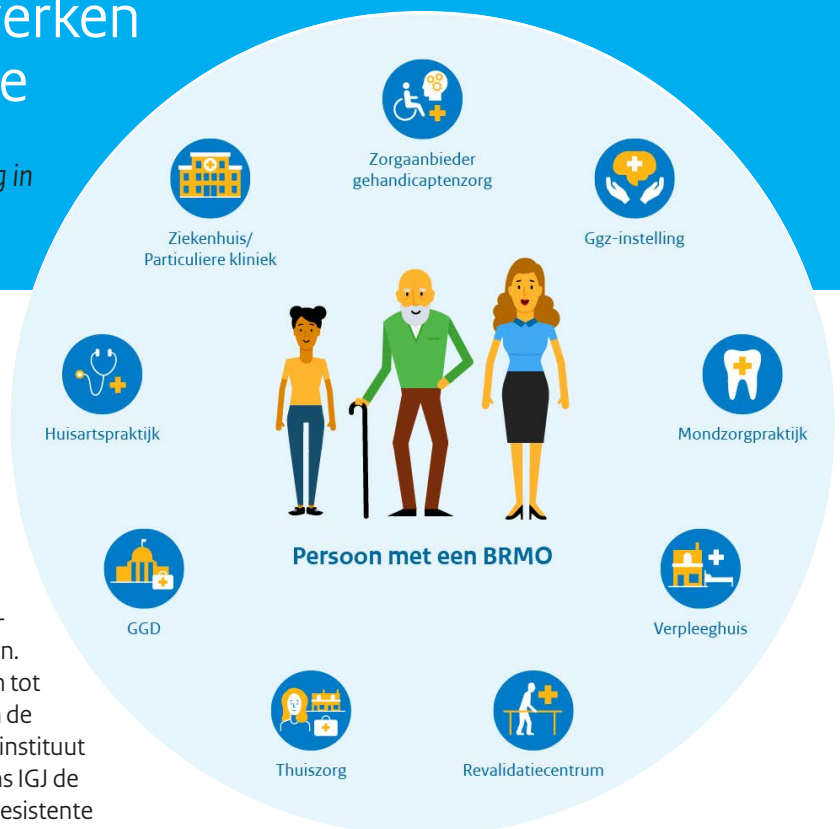 erken
e
g in
Zorgaanbieder
gehandicaptenzorg
Ziekenhuis/
Particuliere kliniek
Ggz-instelling
Huisartspraktijk
Mondzorgpraktijk
Persoon met een BRMO
GGD
Verpleeghuis
Thuiszorg
Revalidatiecentrum
-
n.
n tot
de
instituut
s IGJ de
esistente